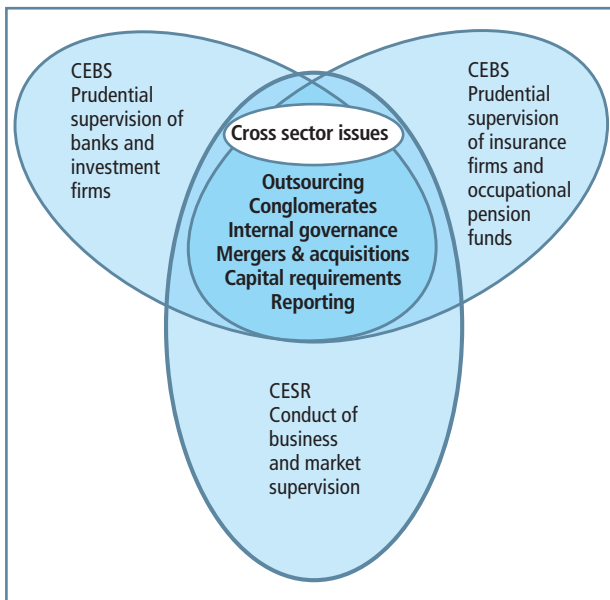 CEBS
Prudential
supervision of
banks and
investment
firms
CEBS
Prudential
supervision
of insurance
firms and
occupational
pension
funds
Cross sector issues
Outsourcing
Conglomerates
Internal governance
Mergers & acquisitions
Capital requirements
Reporting
CESR
Conduct of
business
and market
supervision